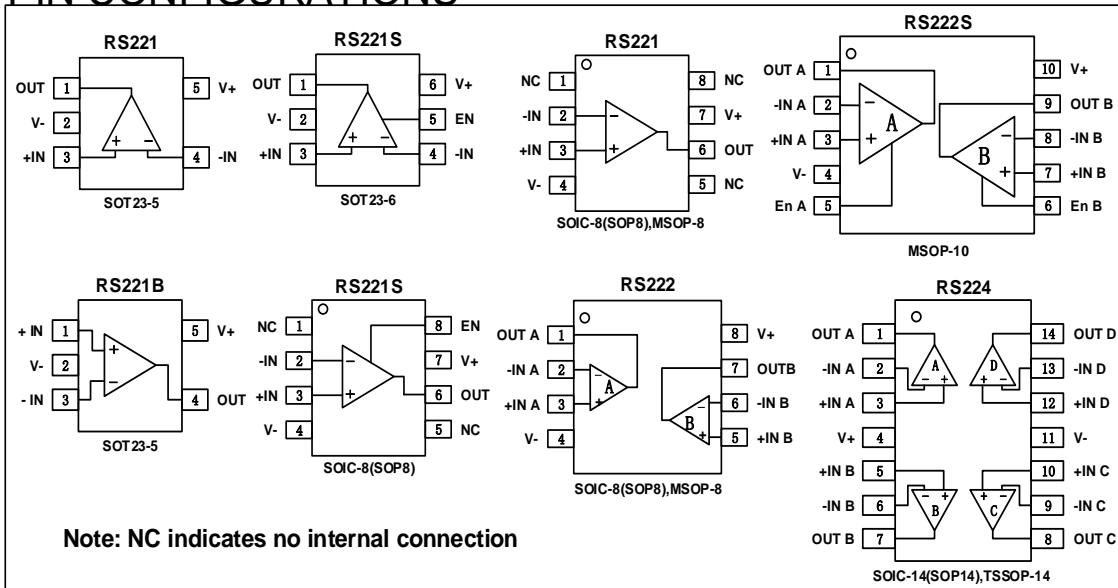 PIN CONFIGURATIONS
RS221
OUT 1
V- 2
+IN 3
5 V+
4 -IN
+ −
SOT23-5
RS221S
OUT 1
V- 2
+IN 3
6 V+
5 EN
4 -IN
+ −
SOT23-6
RS221
NC 1
-IN 2
+IN 3
V- 4
8 NC
7 V+
6 OUT
5 NC
−
+
SOIC-8(SOP8),MSOP-8
RS222S
OUT A 1
-IN A 2
+IN A 3
V- 4
En A 5
10 V+
9 OUT B
8 -IN B
7 +IN B
6 En B
−
A
+
−
B
+
MSOP-10
RS221B
+ IN 1
V- 2
- IN 3
5 V+
4 OUT
+
−
SOT23-5
RS221S
NC 1
-IN 2
+IN 3
V- 4
8 EN
7 V+
6 OUT
5 NC
−
+
SOIC-8(SOP8)
RS222
OUT A 1
-IN A 2
+IN A 3
V- 4
8 V+
7 OUTB
6 -IN B
5 +IN B
−
A
+
−
B
+
SOIC-8(SOP8),MSOP-8
RS224
OUT A 1
-IN A 2
+IN A 3
V+ 4
+IN B 5
-IN B 6
OUT B 7
14 OUT D
13 -IN D
12 +IN D
11 V-
10 +IN C
9 -IN C
8 OUT C
A
− +
D
+ −
− +
B
+ −
C
SOIC-14(SOP14),TSSOP-14
Note: NC indicates no internal connection